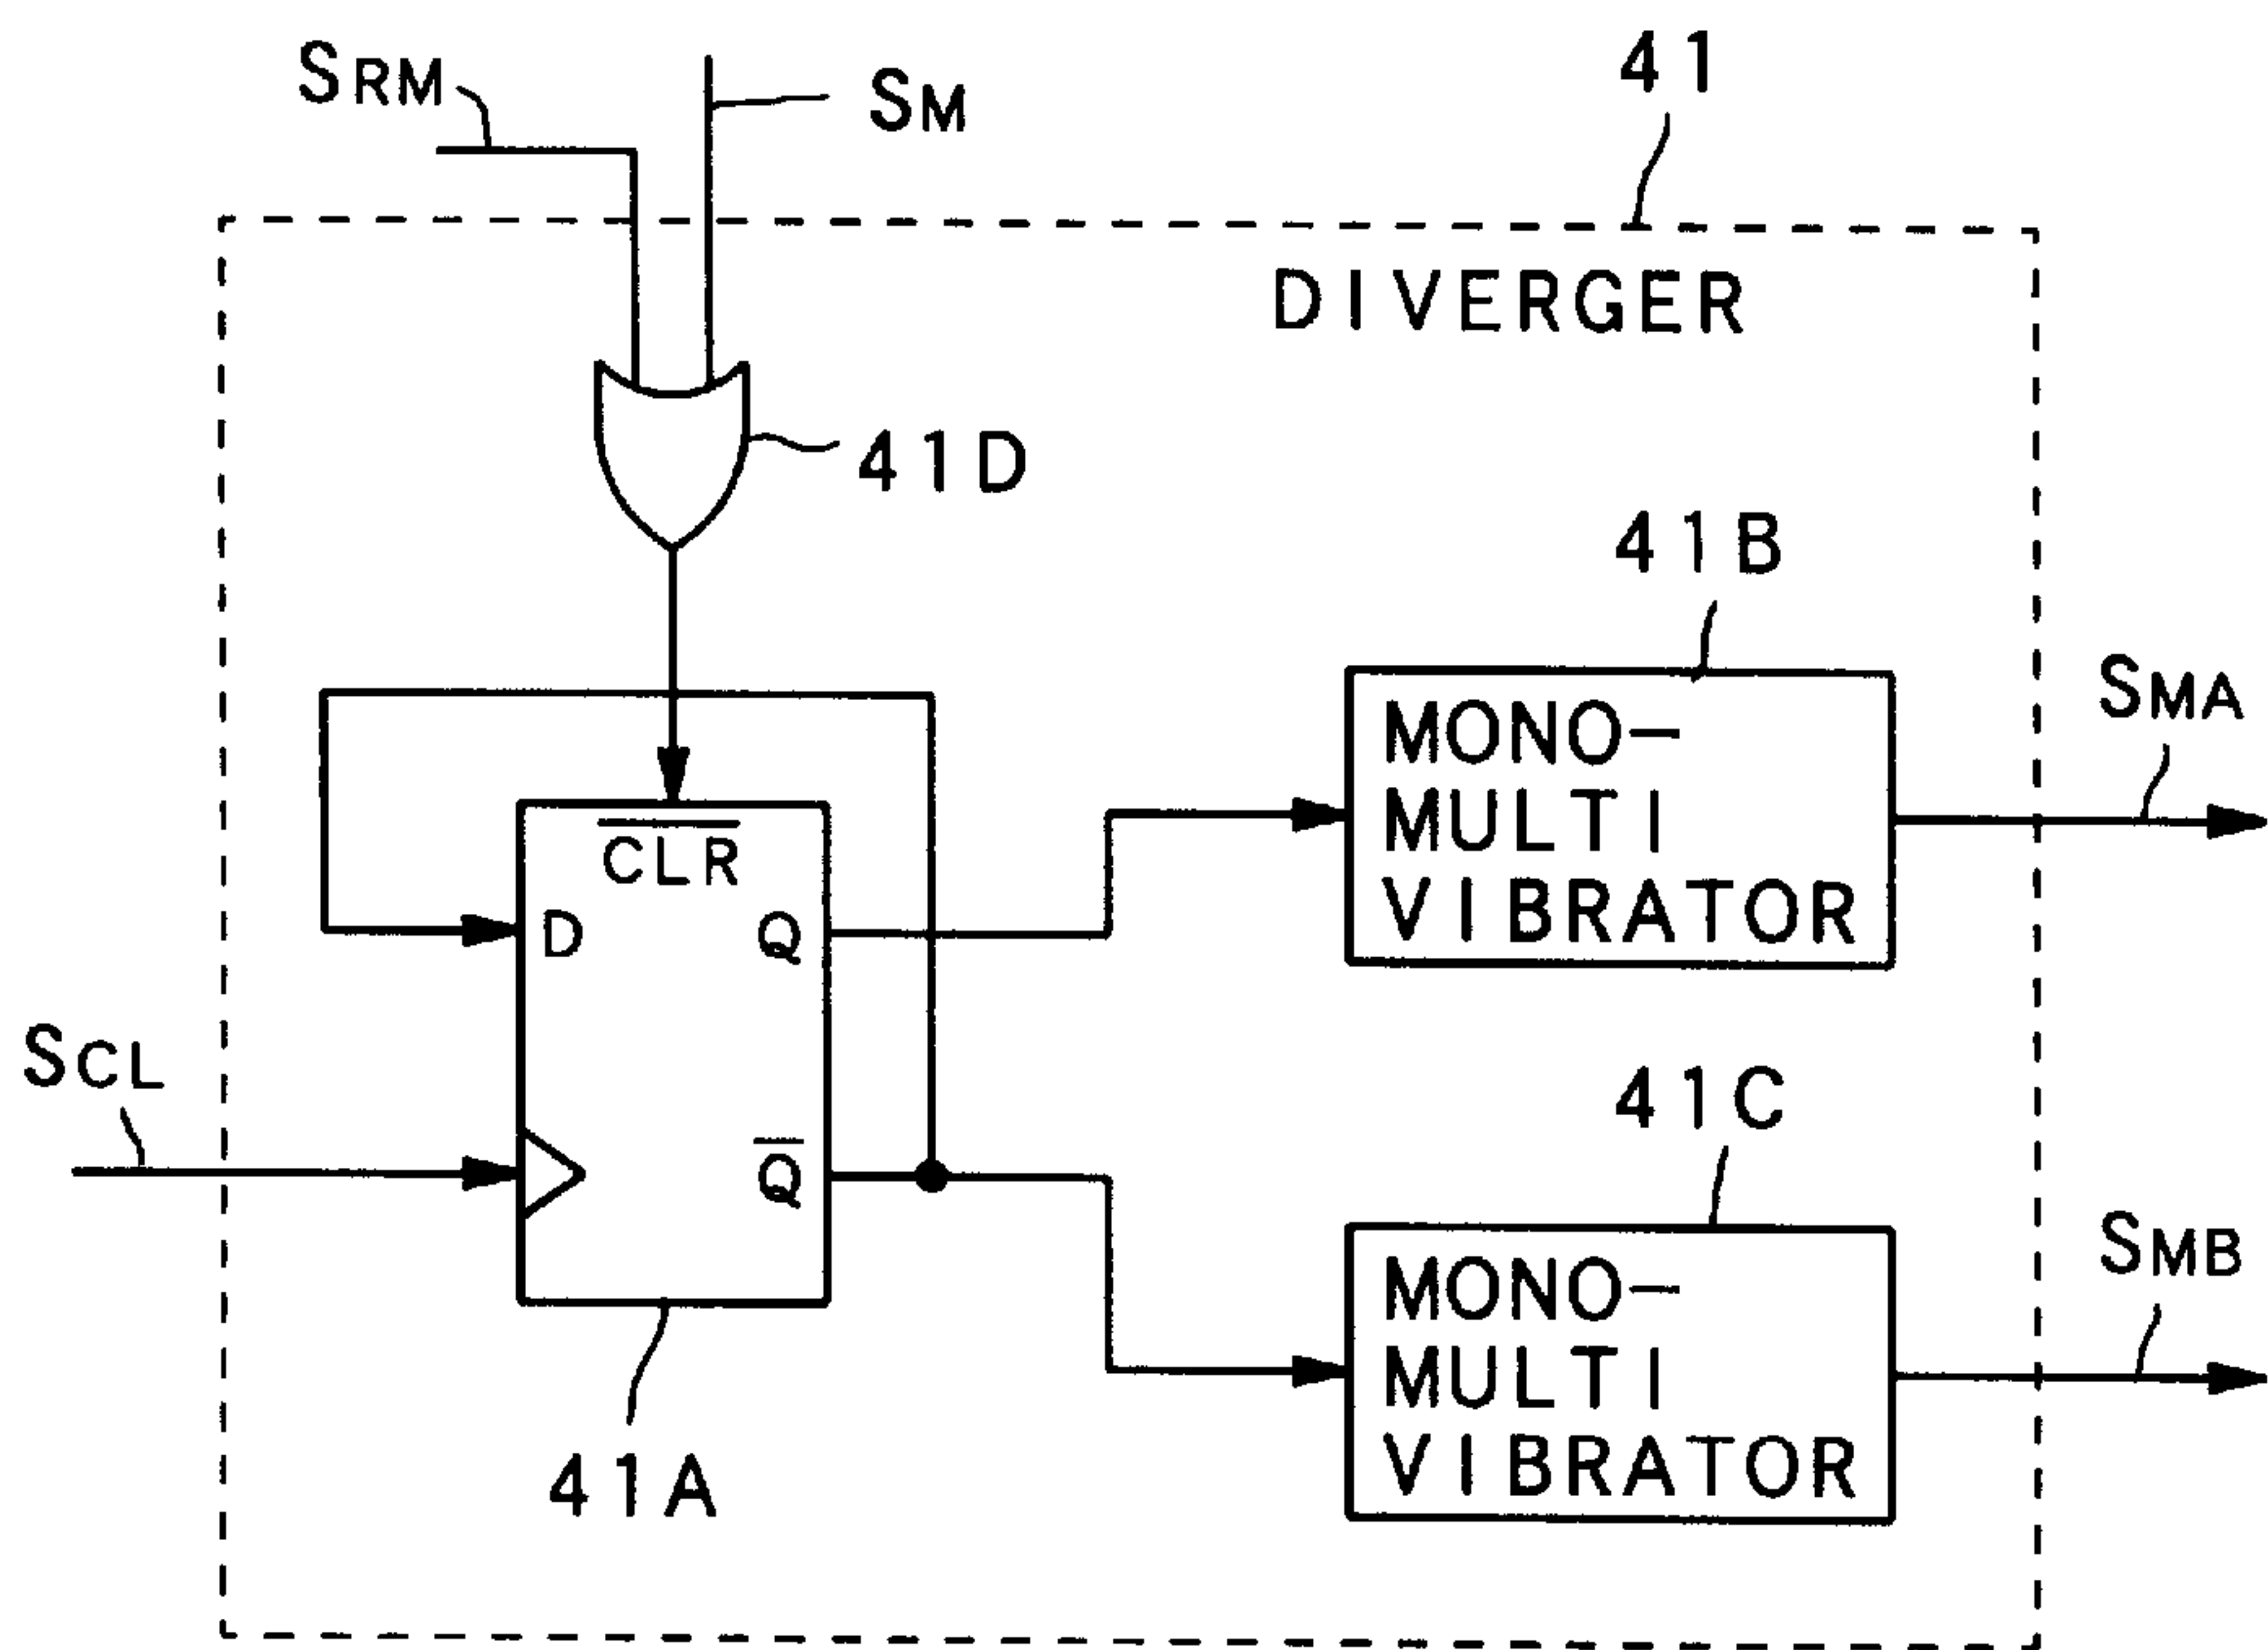 SRM
SM
41
DIVERGER
41D
41B
MONO-
MULTI
VIBRATOR
SMA
CLR
D
Q
SCL
Q
41C
MONO-
MULTI
VIBRATOR
SMB
41A